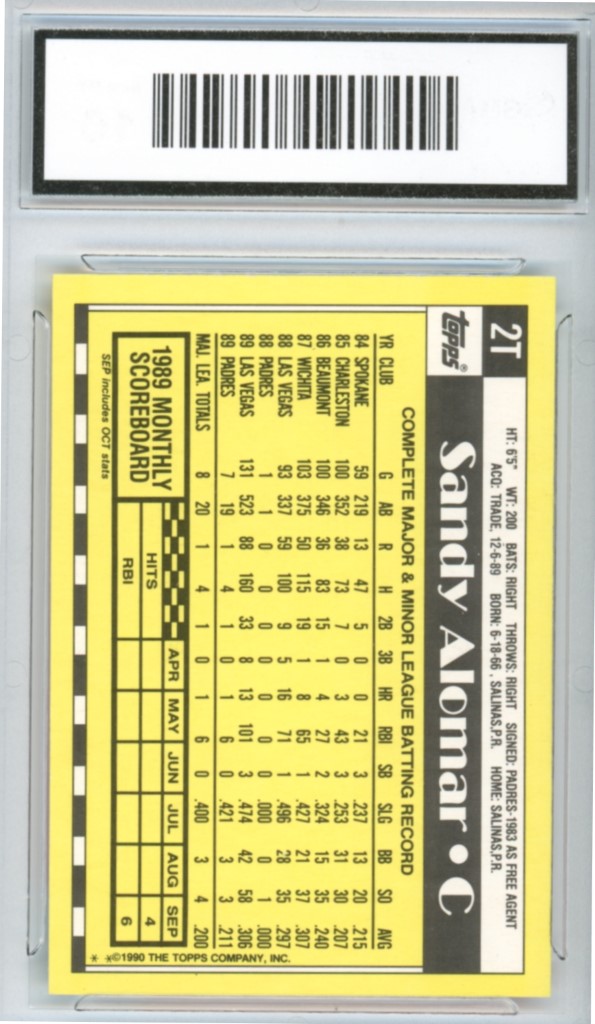 2T
topps®
HT: 6'5" WT: 200 BATS: RIGHT THROWS: RIGHT SIGNED: PADRES-1983 AS FREE AGENT
ACQ: TRADE, 12-6-89 BORN: 6-18-66, SALINAS, P.R. HOME: SALINAS, P.R.
Sandy Alomar • C
COMPLETE MAJOR & MINOR LEAGUE BATTING RECORD
YR CLUB G AB R H 2B 3B HR RBI SB SLG BB SO AVG
84 SPOKANE 59 219 13 47 5 0 0 21 3 .237 13 20 .215
85 CHARLESTON 100 352 38 73 7 0 3 43 3 .253 31 30 .207
86 BEAUMONT 100 346 36 83 15 1 4 27 2 .324 15 35 .240
87 WICHITA 103 375 50 115 19 1 8 65 1 .427 21 37 .307
88 LAS VEGAS 93 337 59 100 9 5 16 71 1 .496 28 35 .297
88 PADRES 1 1 0 0 0 0 0 0 0 .000 0 1 .000
89 LAS VEGAS 131 523 88 160 33 8 13 101 3 .474 42 58 .306
89 PADRES 7 19 1 4 1 0 1 6 0 .421 3 3 .211
MAJ. LEA. TOTALS 8 20 1 4 1 0 1 6 0 .400 3 4 .200
1989 MONTHLY
SCOREBOARD
APR MAY JUN JUL AUG SEP
HITS 4
RBI 6
SEP includes OCT stats
* *©1990 THE TOPPS COMPANY, INC.